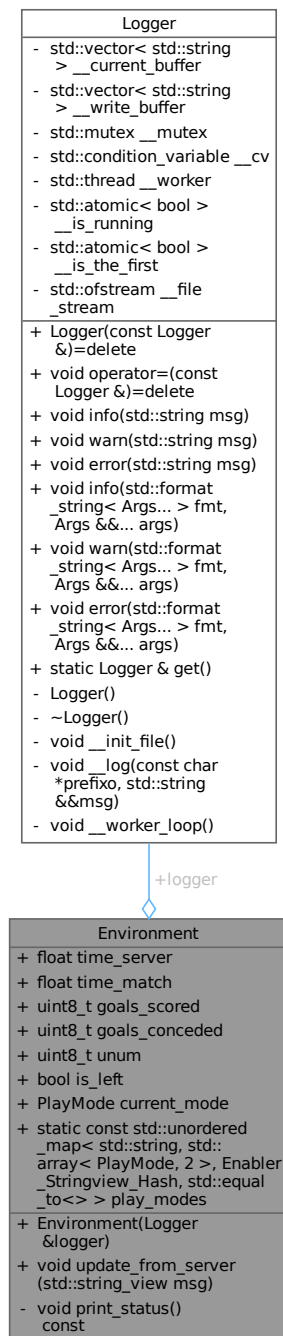 Logger
- std::vector< std::string
> __current_buffer
- std::vector< std::string
> __write_buffer
- std::mutex __mutex
- std::condition_variable __cv
- std::thread __worker
- std::atomic< bool >
__is_running
- std::atomic< bool >
__is_the_first
- std::ofstream __file
_stream
+ Logger(const Logger
&)=delete
+ void operator=(const
Logger &)=delete
+ void info(std::string msg)
+ void warn(std::string msg)
+ void error(std::string msg)
+ void info(std::format
_string< Args... > fmt,
Args &&... args)
+ void warn(std::format
_string< Args... > fmt,
Args &&... args)
+ void error(std::format
_string< Args... > fmt,
Args &&... args)
+ static Logger & get()
- Logger()
- ~Logger()
- void __init_file()
- void __log(const char
*prefixo, std::string
&&msg)
- void __worker_loop()
+logger
Environment
+ float time_server
+ float time_match
+ uint8_t goals_scored
+ uint8_t goals_conceded
+ uint8_t unum
+ bool is_left
+ PlayMode current_mode
+ static const std::unordered
_map< std::string, std::
array< PlayMode, 2 >, Enabler
_Stringview_Hash, std::equal
_to<> > play_modes
+ Environment(Logger
&logger)
+ void update_from_server
(std::string_view msg)
- void print_status()
const